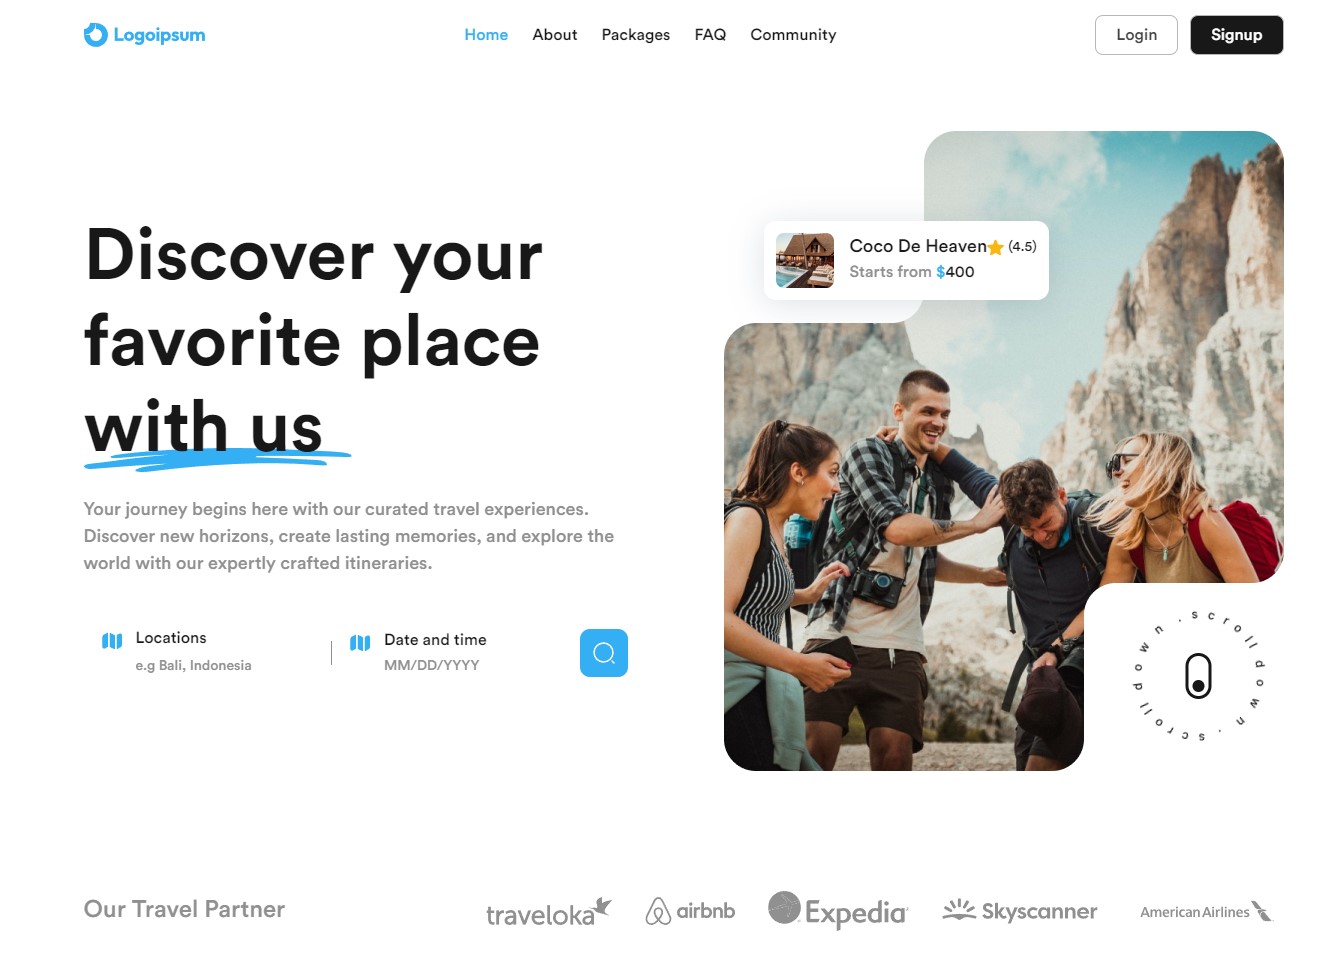 Logoipsum
Home About Packages FAQ Community
Login
Signup
Discover your
favorite place
with us
Coco De Heaven (4.5)
Starts from $400
Your journey begins here with our curated travel experiences.
Discover new horizons, create lasting memories, and explore the
world with our expertly crafted itineraries.
Locations
e.g Bali, Indonesia
Date and time
MM/DD/YYYY
scroll down . scroll down .
Our Travel Partner
traveloka
airbnb
Expedia
Skyscanner
American Airlines